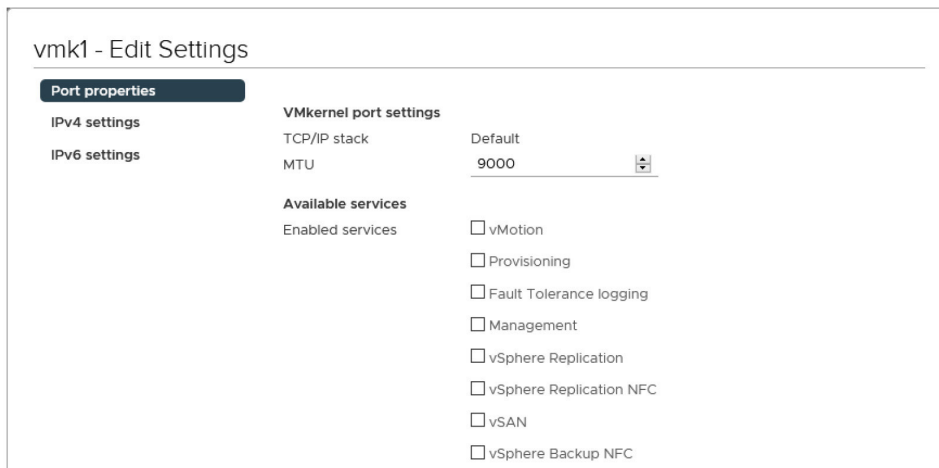 vmk1 - Edit Settings
Port properties
IPv4 settings
IPv6 settings
VMkernel port settings
TCP/IP stack Default
MTU 9000
Available services
Enabled services vMotion
Provisioning
Fault Tolerance logging
Management
vSphere Replication
vSphere Replication NFC
vSAN
vSphere Backup NFC